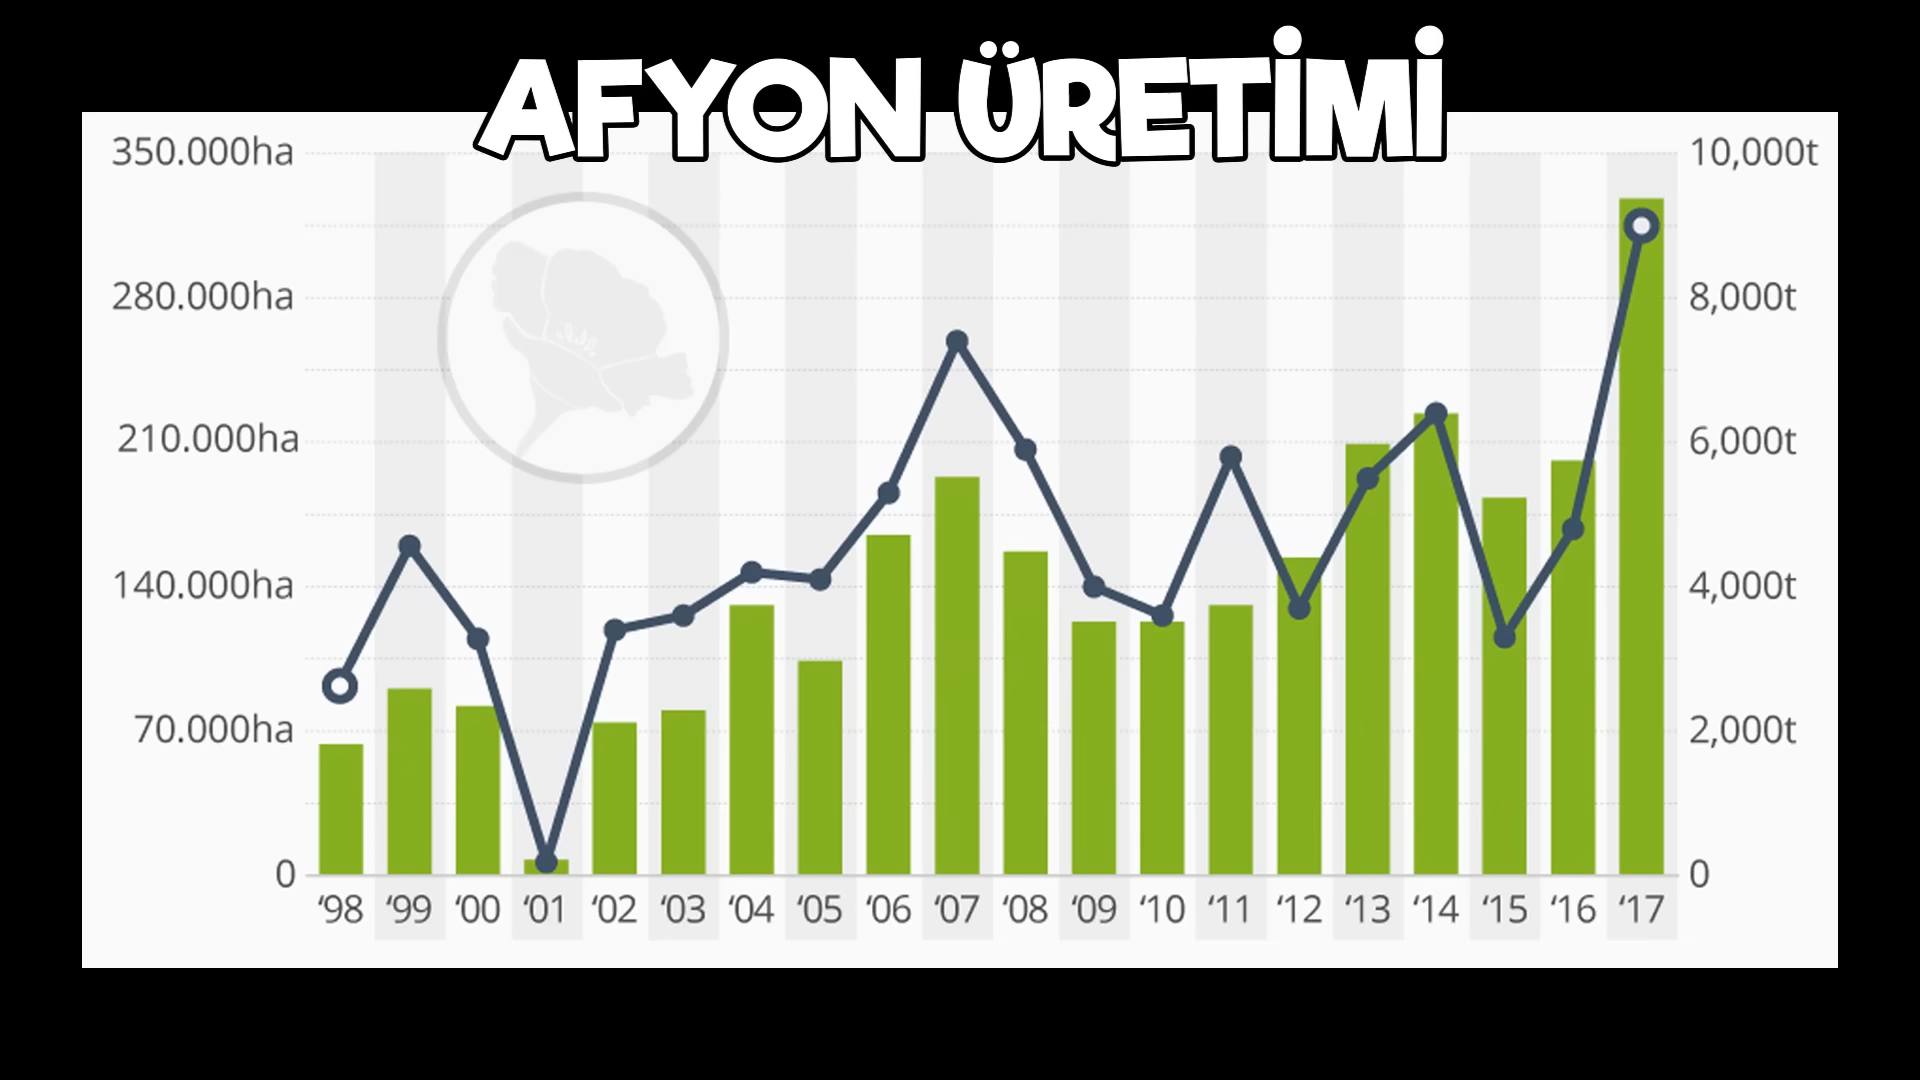 AFYON ÜRETİMİ
350.000ha
280.000ha
210.000ha
140.000ha
70.000ha
0
10,000t
8,000t
6,000t
4,000t
2,000t
0
‘98 ‘99 ‘00 ‘01 ‘02 ‘03 ‘04 ‘05 ‘06 ‘07 ‘08 ‘09 ‘10 ‘11 ‘12 ‘13 ‘14 ‘15 ‘16 ‘17